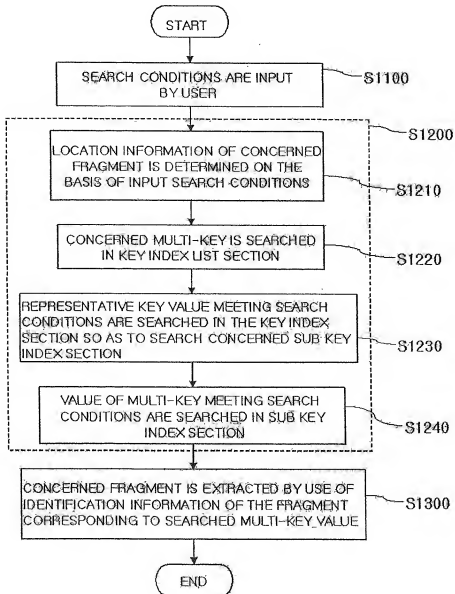 START
SEARCH CONDITIONS ARE INPUT
BY USER
S1100
S1200
LOCATION INFORMATION OF CONCERNED
FRAGMENT IS DETERMINED ON THE
BASIS OF INPUT SEARCH CONDITIONS
S1210
CONCERNED MULTI-KEY IS SEARCHED
IN KEY INDEX LIST SECTION
S1220
REPRESENTATIVE KEY VALUE MEETING SEARCH
CONDITIONS ARE SEARCHED IN THE KEY INDEX
SECTION SO AS TO SEARCH CONCERNED SUB KEY
INDEX SECTION
S1230
VALUE OF MULTI-KEY MEETING SEARCH
CONDITIONS ARE SEARCHED IN SUB KEY
INDEX SECTION
S1240
CONCERNED FRAGMENT IS EXTRACTED BY USE OF
IDENTIFICATION INFORMATION OF THE FRAGMENT
CORRESPONDING TO SEARCHED MULTI-KEY VALUE
S1300
END